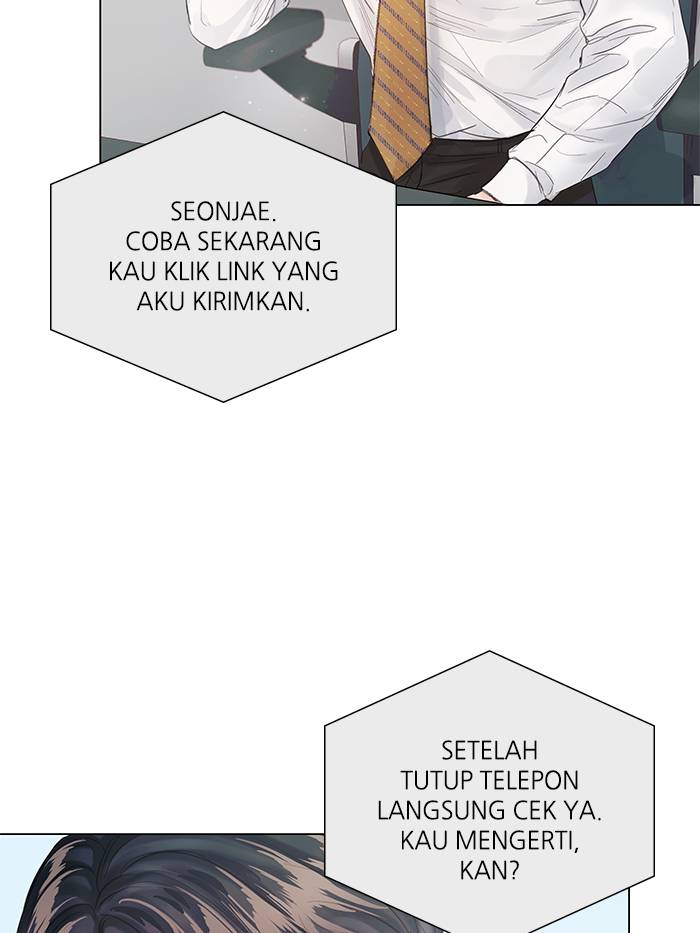 SEONJAE.
COBA SEKARANG
KAU KLIK LINK YANG
AKU KIRIMKAN.
SETELAH
TUTUP TELEPON
LANGSUNG CEK YA.
KAU MENGERTI,
KAN?